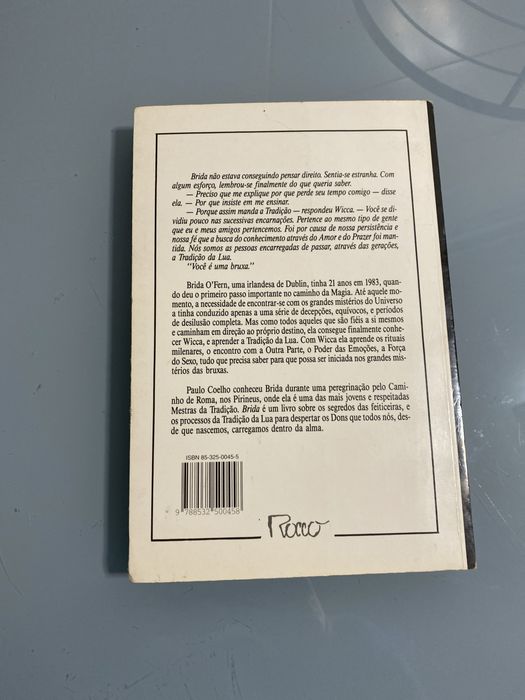 Brida não estava conseguindo pensar direito. Sentia-se estranha. Com
algum esforço, lembrou-se finalmente do que queria saber.
— Preciso que me explique por que perde seu tempo comigo — disse
ela. — Por que insiste em me ensinar.
— Porque assim manda a Tradição — respondeu Wicca. — Você se di-
vidiu pouco nas sucessivas encarnações. Pertence ao mesmo tipo de gente
que eu e meus amigos pertencemos. Foi por causa de nossa persistência e
nossa fé que a busca do conhecimento através do Amor e do Prazer foi man-
tida. Nós somos as pessoas encarregadas de passar, através das gerações,
a Tradição da Lua.
"Você é uma bruxa."
Brida O'Fern, uma irlandesa de Dublin, tinha 21 anos em 1983, quan-
do deu o primeiro passo importante no caminho da Magia. Até aquele mo-
mento, a necessidade de encontrar-se com os grandes mistérios do Universo
a tinha conduzido apenas a uma série de decepções, equívocos, e períodos
de desilusão completa. Mas como todos aqueles que são fiéis a si mesmos
e caminham em direção ao próprio destino, ela consegue finalmente conhe-
cer Wicca, e aprender a Tradição da Lua. Com Wicca ela aprende os rituais
milenares, o encontro com a Outra Parte, o Poder das Emoções, a Força
do Sexo, tudo que precisa saber para que possa ser iniciada nos grandes mis-
térios das bruxas.
Paulo Coelho conheceu Brida durante uma peregrinação pelo Cami-
nho de Roma, nos Pirineus, onde ela é uma das mais jovens e respeitadas
Mestras da Tradição. Brida é um livro sobre os segredos das feiticeiras, e
os processos da Tradição da Lua para despertar os Dons que todos nós, des-
de que nascemos, carregamos dentro da alma.
ISBN 85-325-0045-5
9 788532 500458
Rocco